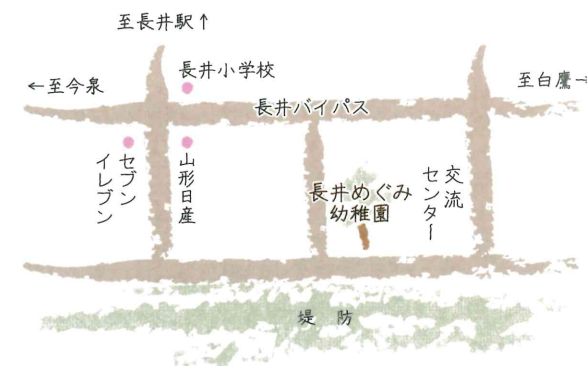 至長井駅↑
長井小学校
←至今泉
至白鷹→
長井バイパス
セブン
イレブン
山形日産
長井めぐみ
幼稚園
交流
センター
堤　防